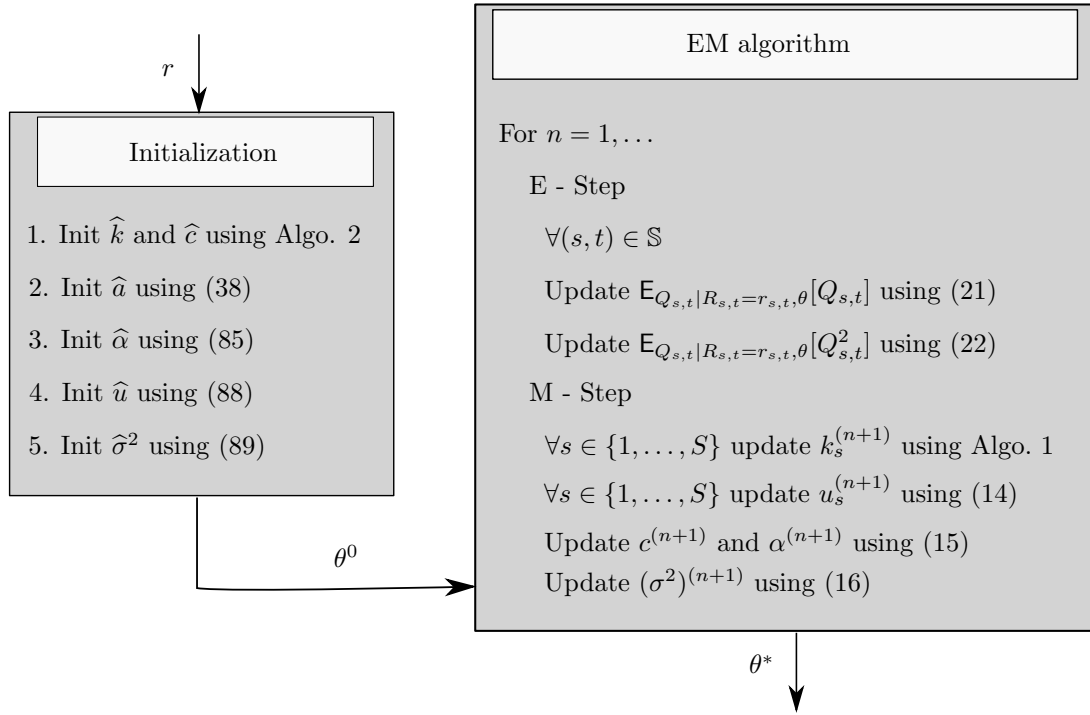 r
Initialization
1. Init k̂ and ĉ using Algo. 2
2. Init â using (38)
3. Init α̂ using (85)
4. Init û using (88)
5. Init σ̂² using (89)
θ⁰
EM algorithm
For n = 1, . . .
E - Step
∀(s, t) ∈ 𝕊
Update E_{Q_{s,t}|R_{s,t}=r_{s,t},θ}[Q_{s,t}] using (21)
Update E_{Q_{s,t}|R_{s,t}=r_{s,t},θ}[Q²_{s,t}] using (22)
M - Step
∀s ∈ {1, . . . , S} update k_s^{(n+1)} using Algo. 1
∀s ∈ {1, . . . , S} update u_s^{(n+1)} using (14)
Update c^{(n+1)} and α^{(n+1)} using (15)
Update (σ²)^{(n+1)} using (16)
θ*